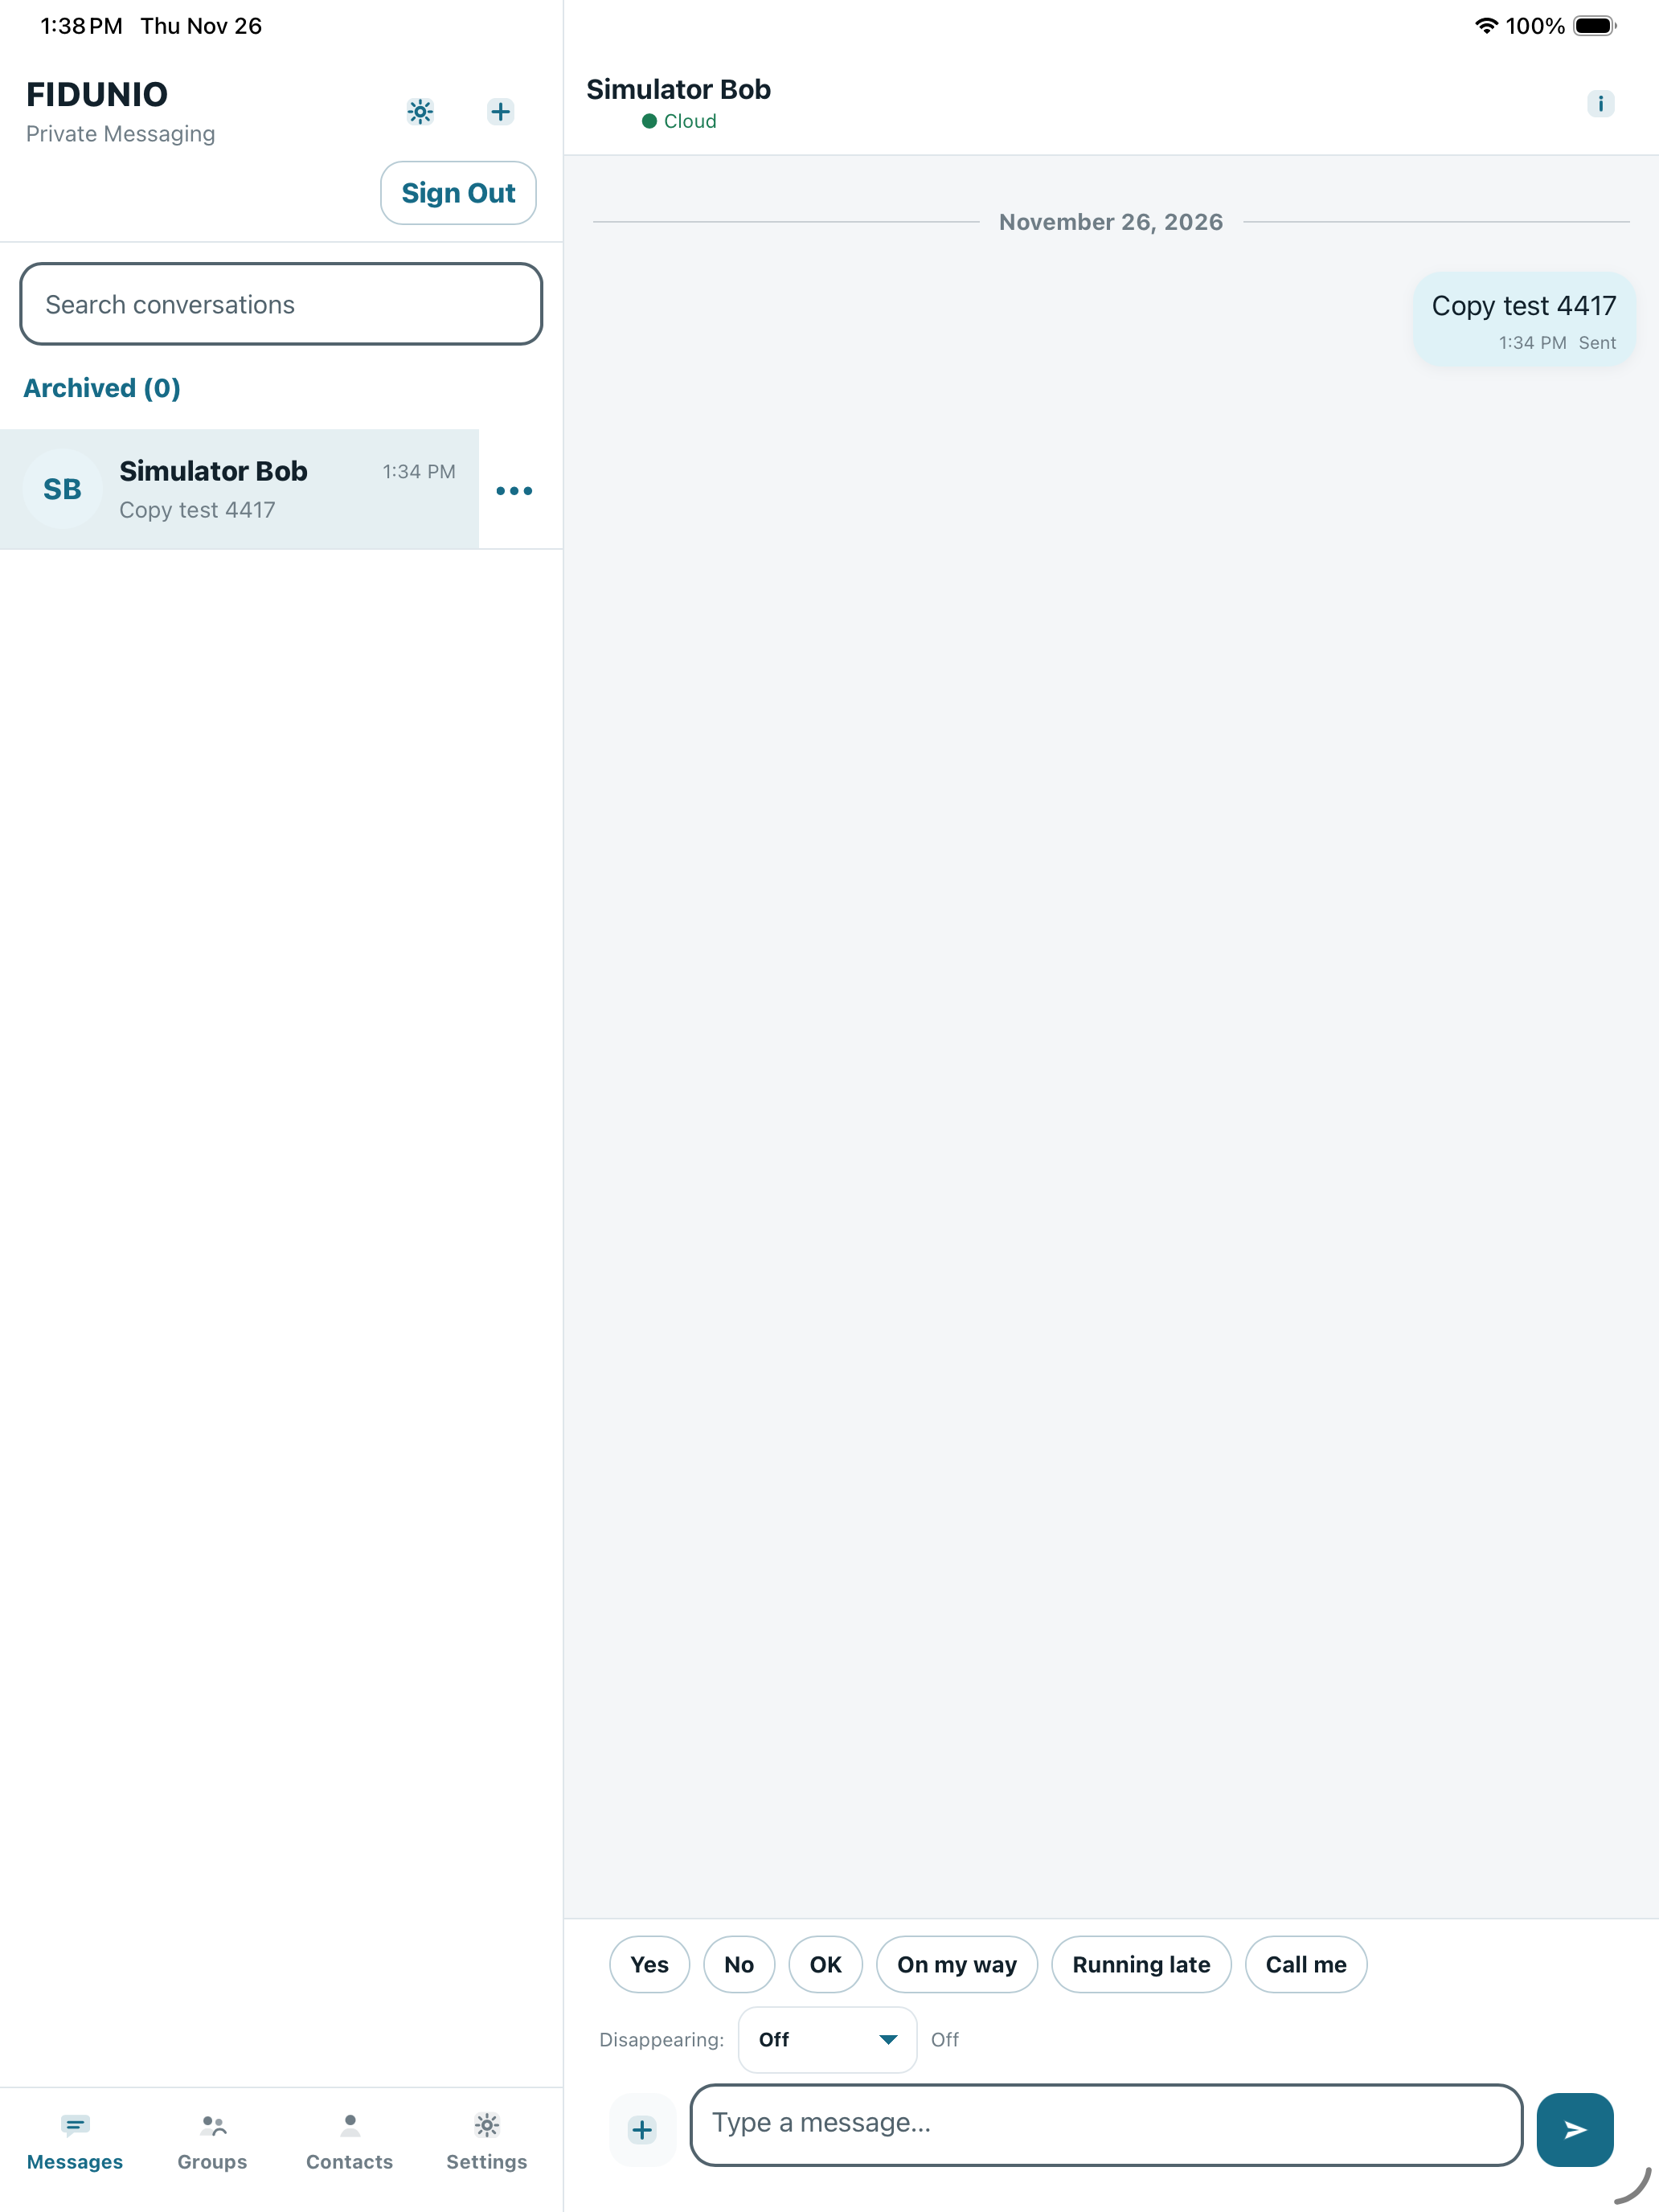 1:38 PM Thu Nov 26
100%
FIDUNIO
Private Messaging
Sign Out
Search conversations
Archived (0)
SB
Simulator Bob
1:34 PM
Copy test 4417
Messages
Groups
Contacts
Settings
Simulator Bob
Cloud
i
November 26, 2026
Copy test 4417
1:34 PM Sent
Yes
No
OK
On my way
Running late
Call me
Disappearing:
Off
Off
Type a message...